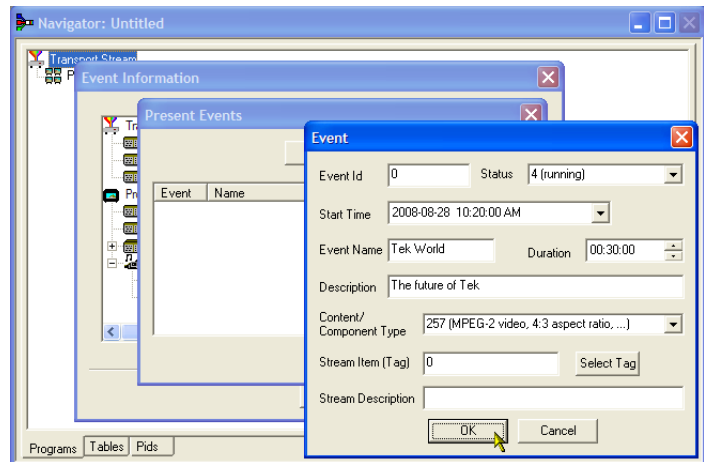 Navigator: Untitled
Transport Stream
P
Event Information
Tr
Pr
Present Events
Event
Name
Event
Event Id
0
Status
4 (running)
Start Time
2008-08-28 10:20:00 AM
Event Name
Tek World
Duration
00:30:00
Description
The future of Tek
Content/
Component Type
257 (MPEG-2 video, 4:3 aspect ratio, ...)
Stream Item (Tag)
0
Select Tag
Stream Description
OK
Cancel
Programs
Tables
Pids